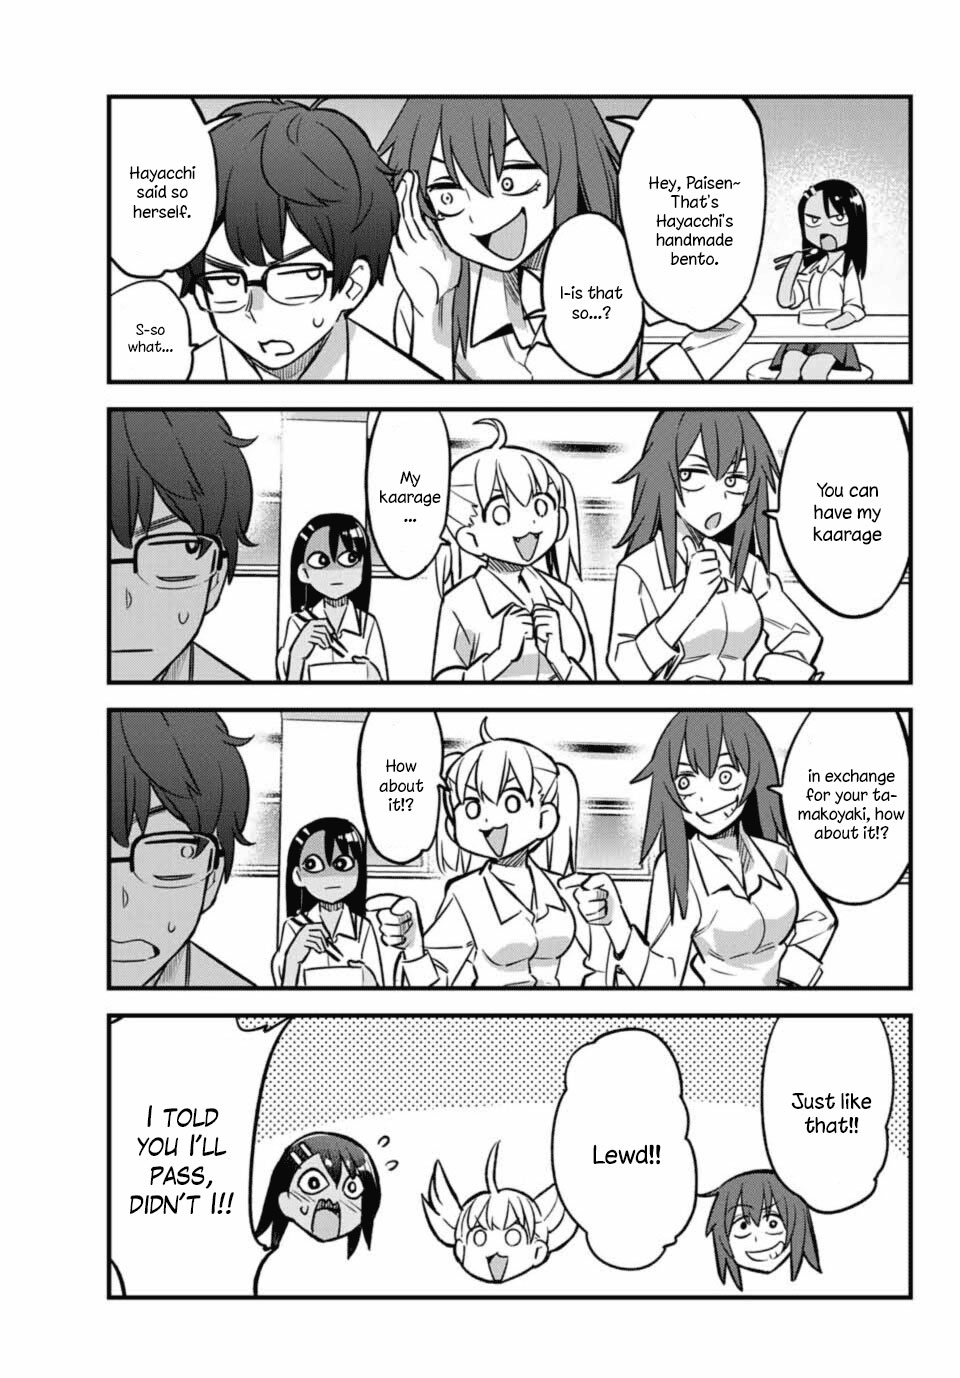 Hey, Paisen~
That's
Hayacchi's
handmade
bento.
I-is that
so...?
Hayacchi
said so
herself.
S-so
what...
You can
have my
kaarage
My
kaarage
...
in exchange
for your ta-
makoyaki, how
about it!?
How
about
it!?
Just like
that!!
Lewd!!
I TOLD
YOU I'LL
PASS,
DIDN'T I!!